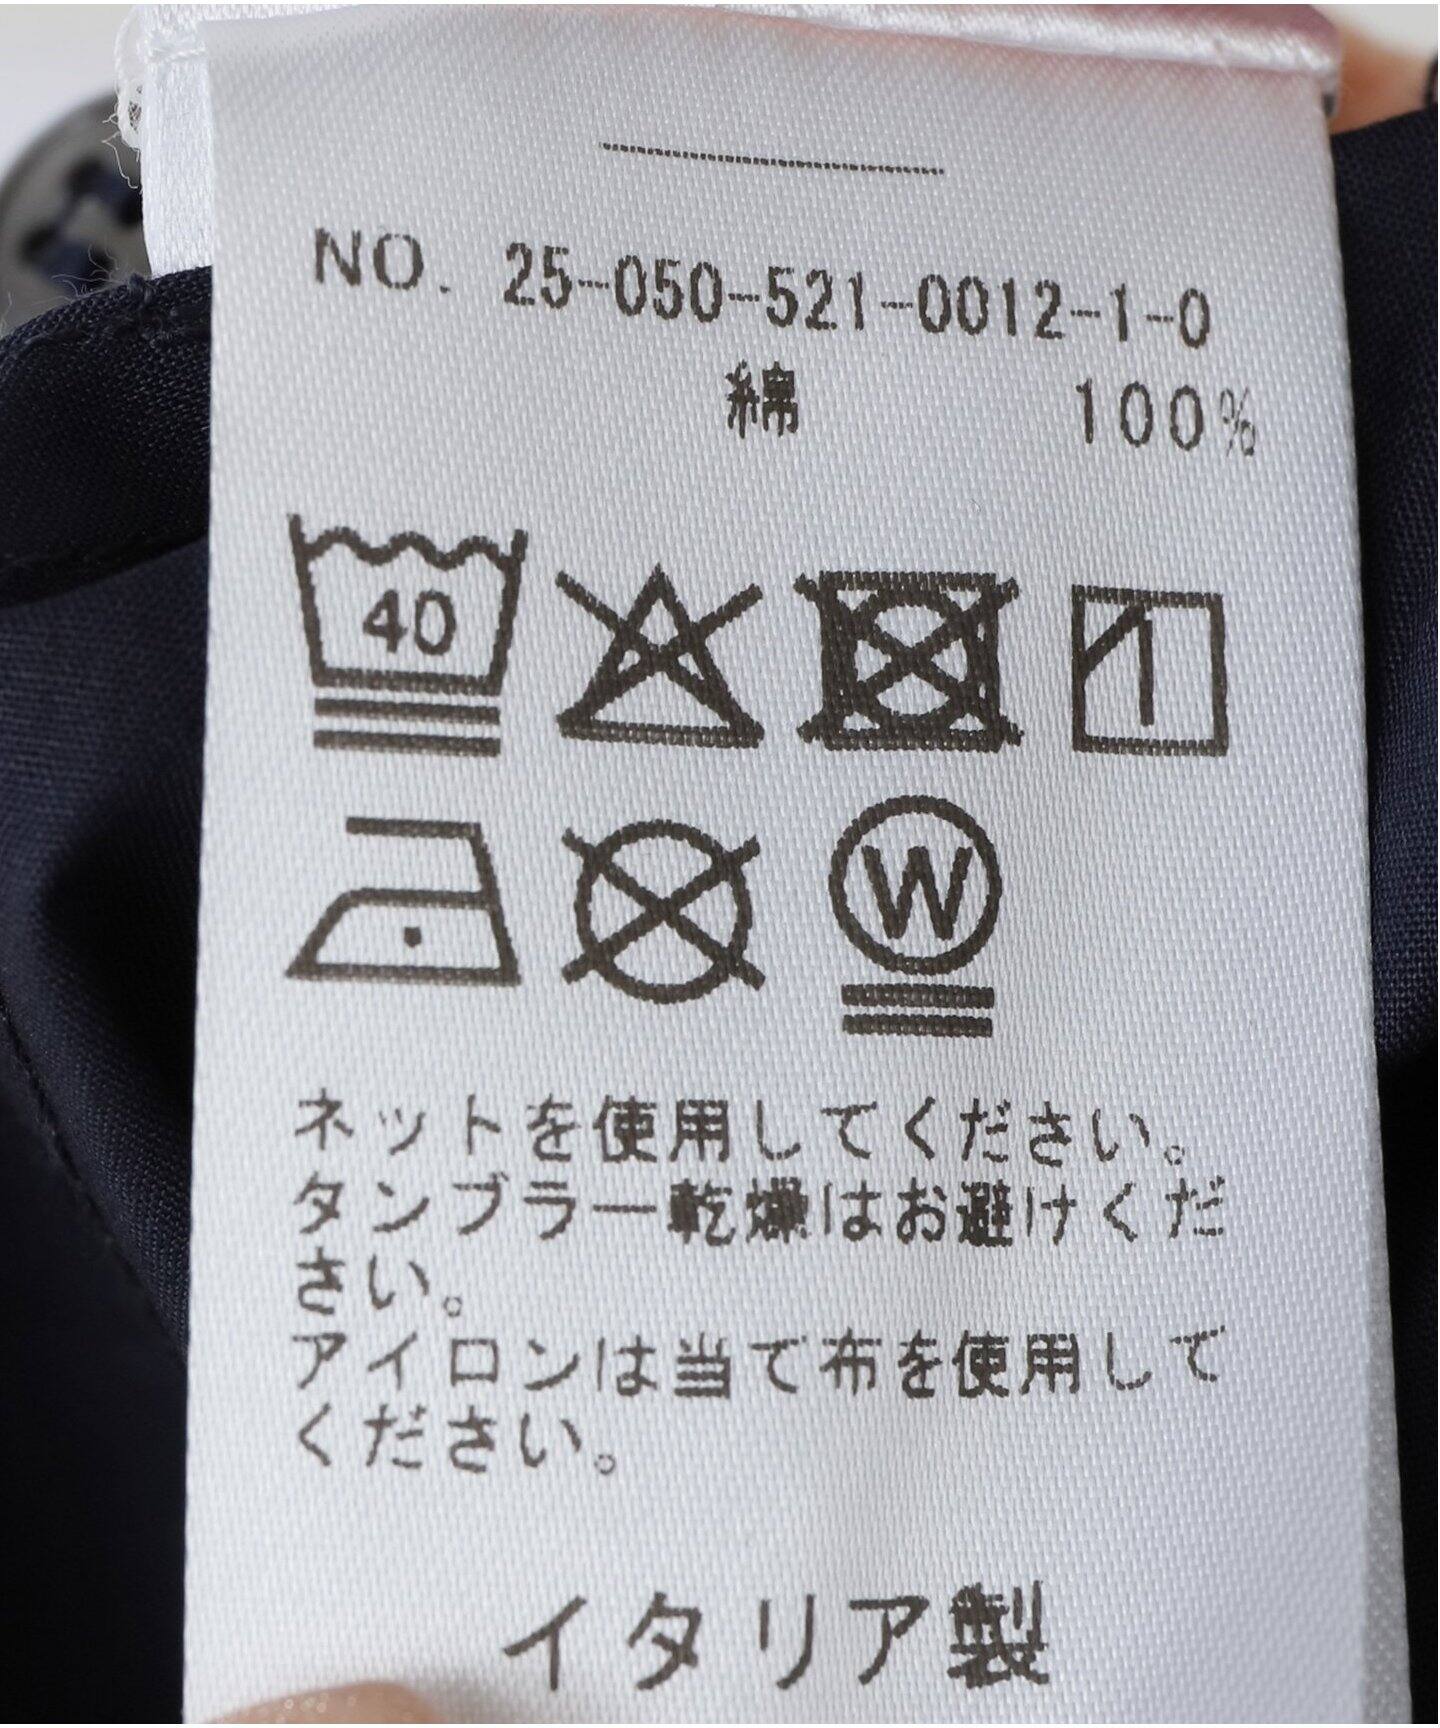 NO. 25-050-521-0012-1-0
綿 100%
40
W
ネットを使用してください。
タンブラー乾燥はお避けくだ
さい。
アイロンは当て布を使用して
ください。
イタリア製